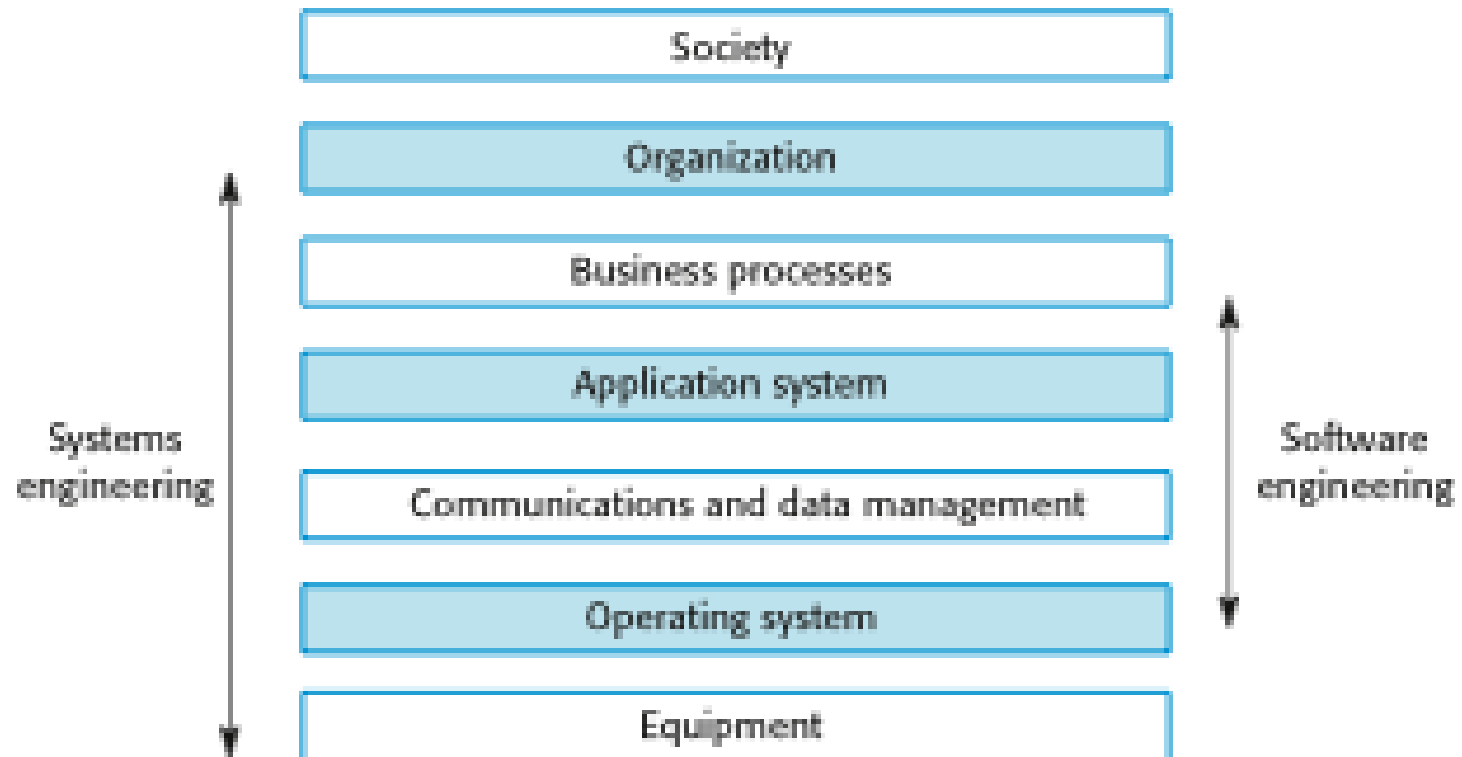 Society
Organization
Business processes
Application system
Systems
engineering
Software
engineering
Communications and data management
Operating system
Equipment